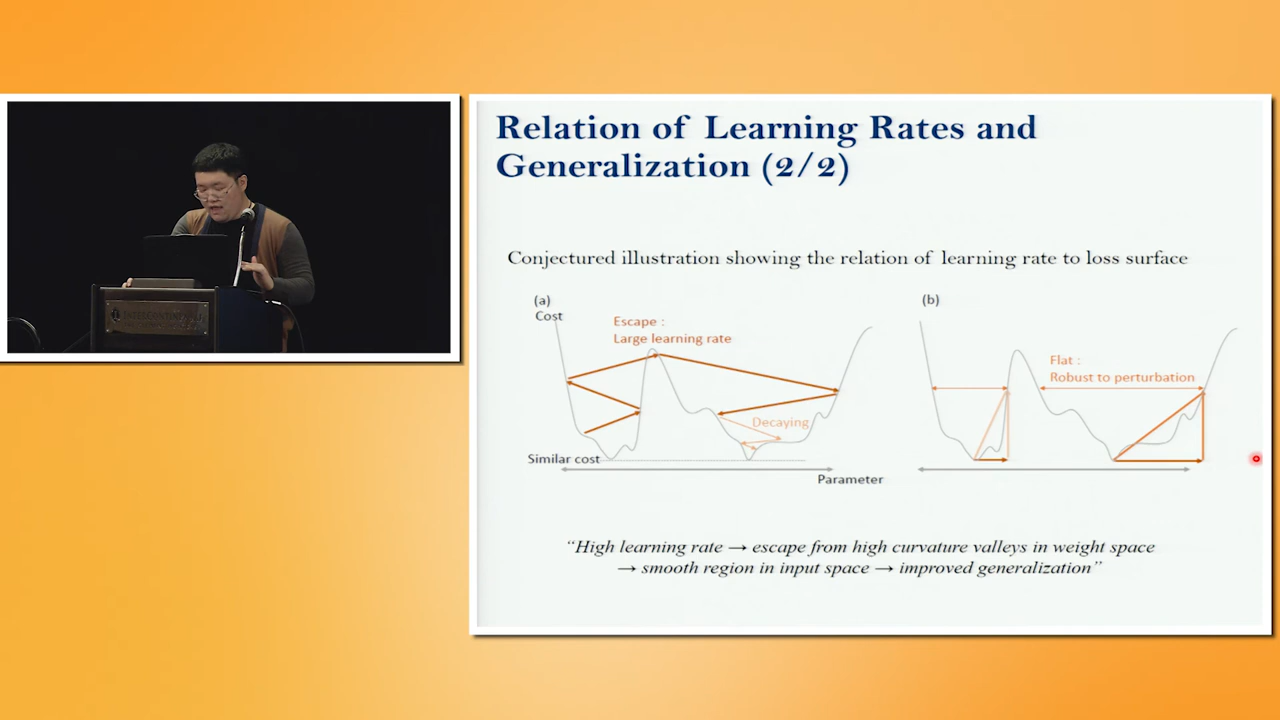 Relation of Learning Rates and
Generalization (2/2)
Conjectured illustration showing the relation of learning rate to loss surface
(a)
Cost
Escape :
Large learning rate
Decaying
Similar cost
Parameter
(b)
Flat :
Robust to perturbation
“High learning rate → escape from high curvature valleys in weight space
→ smooth region in input space → improved generalization”